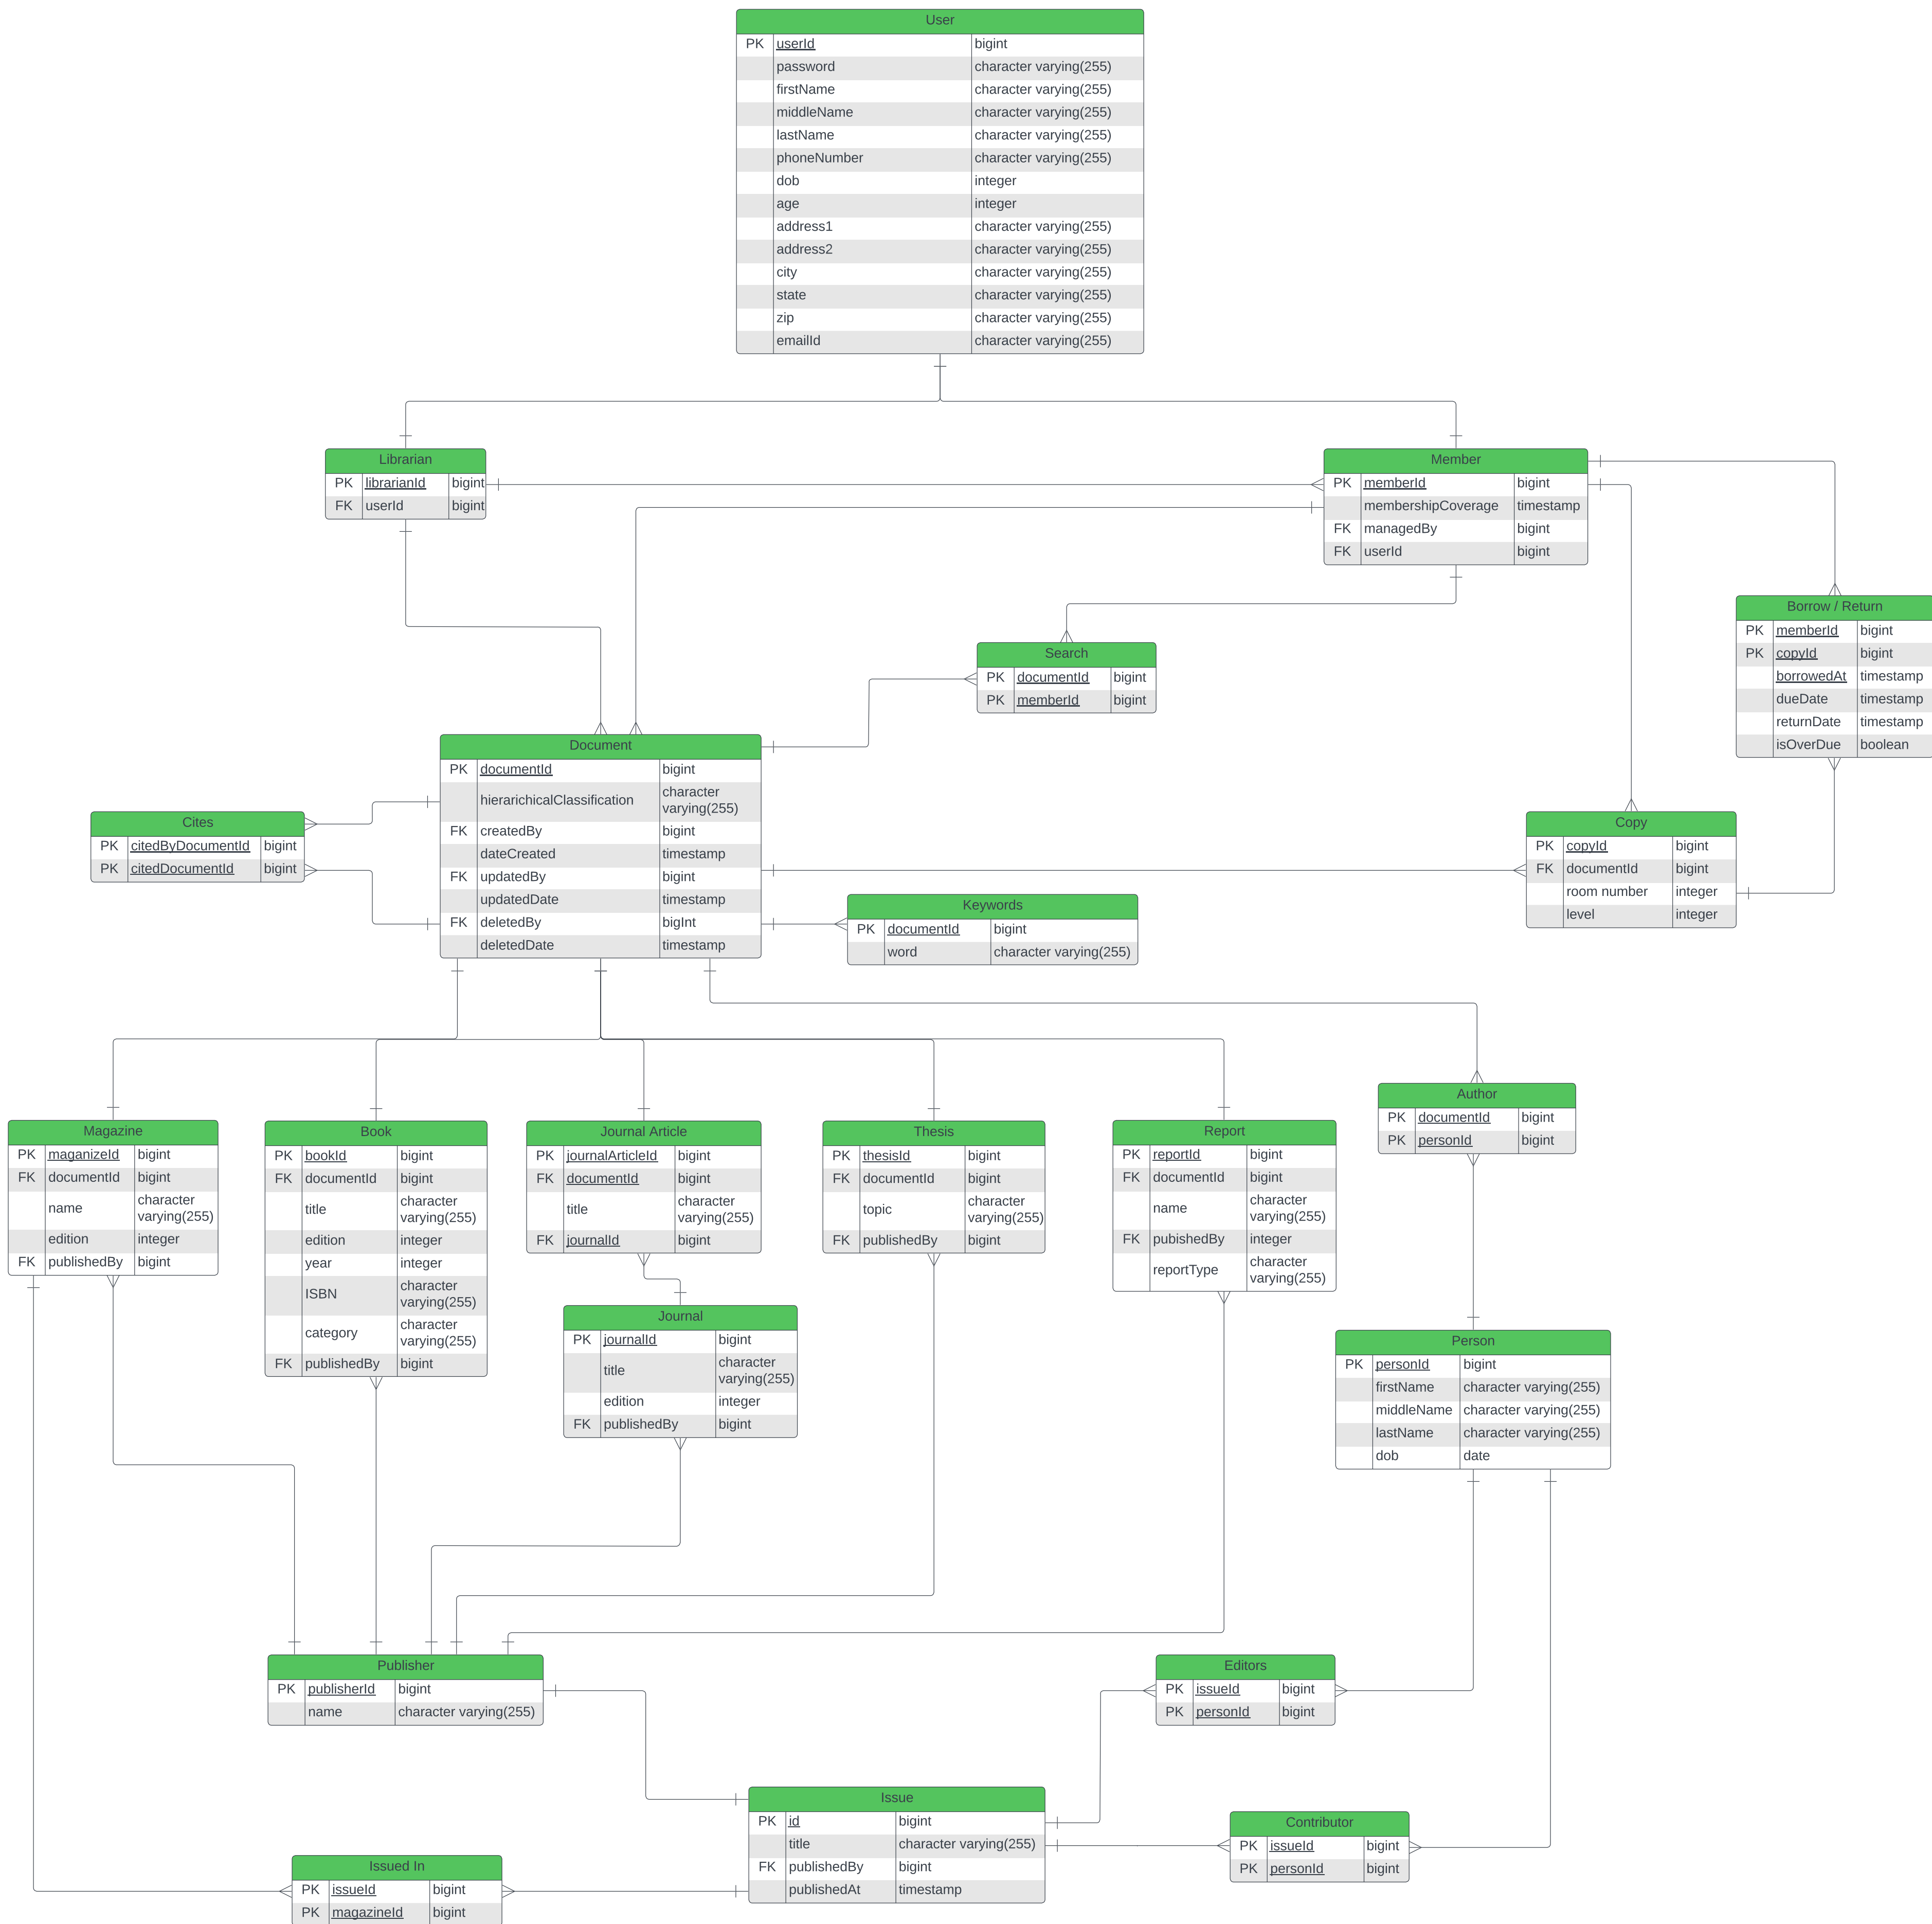 User
PK userId bigint
password character varying(255)
firstName character varying(255)
middleName character varying(255)
lastName character varying(255)
phoneNumber character varying(255)
dob integer
age integer
address1 character varying(255)
address2 character varying(255)
city character varying(255)
state character varying(255)
zip character varying(255)
emailId character varying(255)
Librarian
PK librarianId bigint
FK userId bigint
Member
PK memberId bigint
membershipCoverage timestamp
FK managedBy bigint
FK userId bigint
Borrow / Return
PK memberId bigint
PK copyId bigint
borrowedAt timestamp
dueDate timestamp
returnDate timestamp
isOverDue boolean
Search
PK documentId bigint
PK memberId bigint
Document
PK documentId bigint
hierarichicalClassification character
varying(255)
FK createdBy bigint
dateCreated timestamp
FK updatedBy bigint
updatedDate timestamp
FK deletedBy bigInt
deletedDate timestamp
Cites
PK citedByDocumentId bigint
PK citedDocumentId bigint
Copy
PK copyId bigint
FK documentId bigint
room number integer
level integer
Keywords
PK documentId bigint
word character varying(255)
Author
PK documentId bigint
PK personId bigint
Magazine
PK maganizeId bigint
FK documentId bigint
name character
varying(255)
edition integer
FK publishedBy bigint
Book
PK bookId bigint
FK documentId bigint
title character
varying(255)
edition integer
year integer
ISBN character
varying(255)
category character
varying(255)
FK publishedBy bigint
Journal Article
PK journalArticleId bigint
FK documentId bigint
title character
varying(255)
FK journalId bigint
Thesis
PK thesisId bigint
FK documentId bigint
topic character
varying(255)
FK publishedBy bigint
Report
PK reportId bigint
FK documentId bigint
name character
varying(255)
FK pubishedBy integer
reportType character
varying(255)
Journal
PK journalId bigint
title character
varying(255)
edition integer
FK publishedBy bigint
Person
PK personId bigint
firstName character varying(255)
middleName character varying(255)
lastName character varying(255)
dob date
Publisher
PK publisherId bigint
name character varying(255)
Editors
PK issueId bigint
PK personId bigint
Issue
PK id bigint
title character varying(255)
FK publishedBy bigint
publishedAt timestamp
Contributor
PK issueId bigint
PK personId bigint
Issued In
PK issueId bigint
PK magazineId bigint